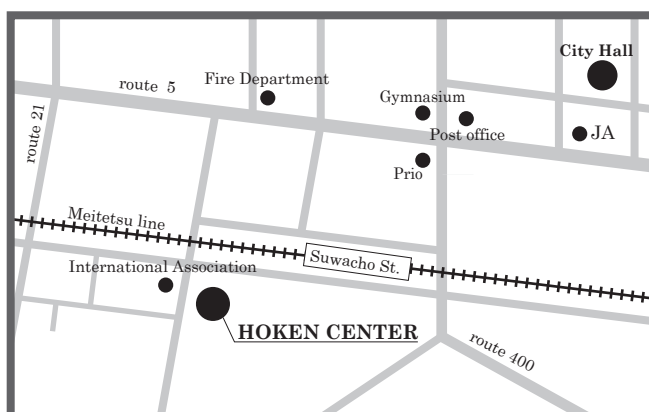 City Hall
Fire Department
route 5
Gymnasium
route 21
Post office
JA
Prio
Meitetsu line
Suwacho St.
International Association
HOKEN CENTER
route 400